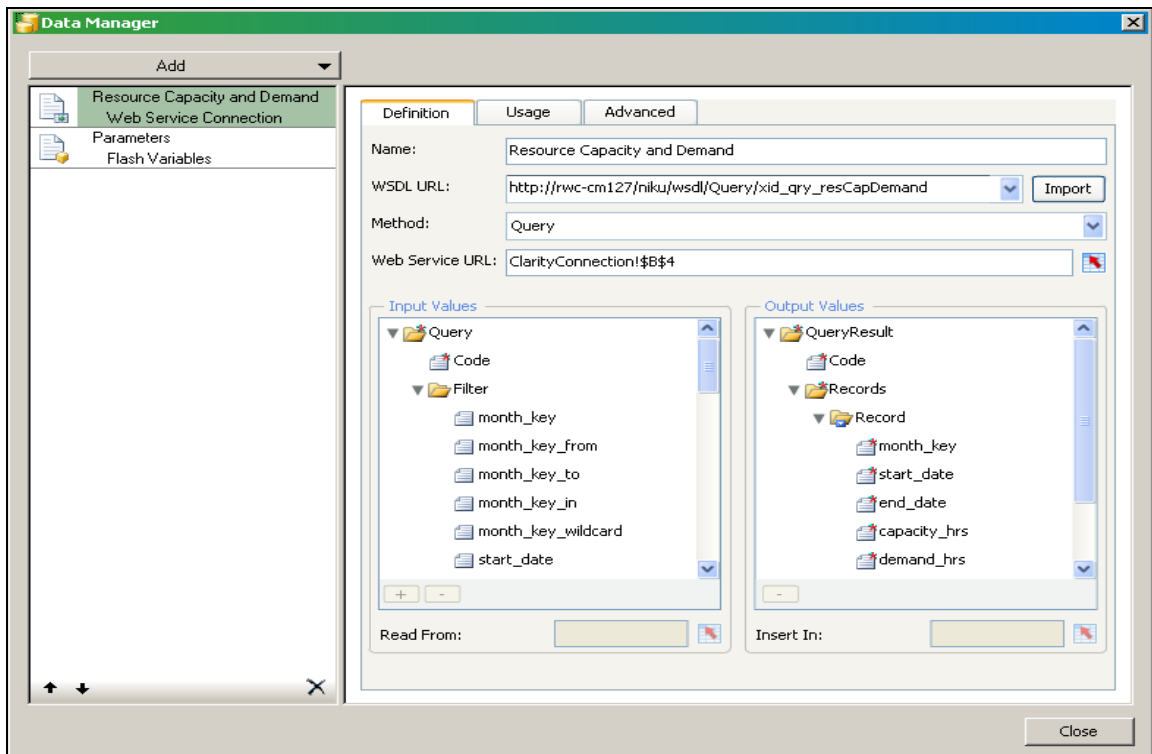 Data Manager
Add
Resource Capacity and Demand
Web Service Connection
Parameters
Flash Variables
Definition
Usage
Advanced
Name:
Resource Capacity and Demand
WSDL URL:
http://rwc-cm127/niku/wsdl/Query/xid_qry_resCapDemand
Import
Method:
Query
Web Service URL:
ClarityConnection!$B$4
Input Values
Query
Code
Filter
month_key
month_key_from
month_key_to
month_key_in
month_key_wildcard
start_date
+ -
Read From:
Output Values
QueryResult
Code
Records
Record
month_key
start_date
end_date
capacity_hrs
demand_hrs
-
Insert In:
Close